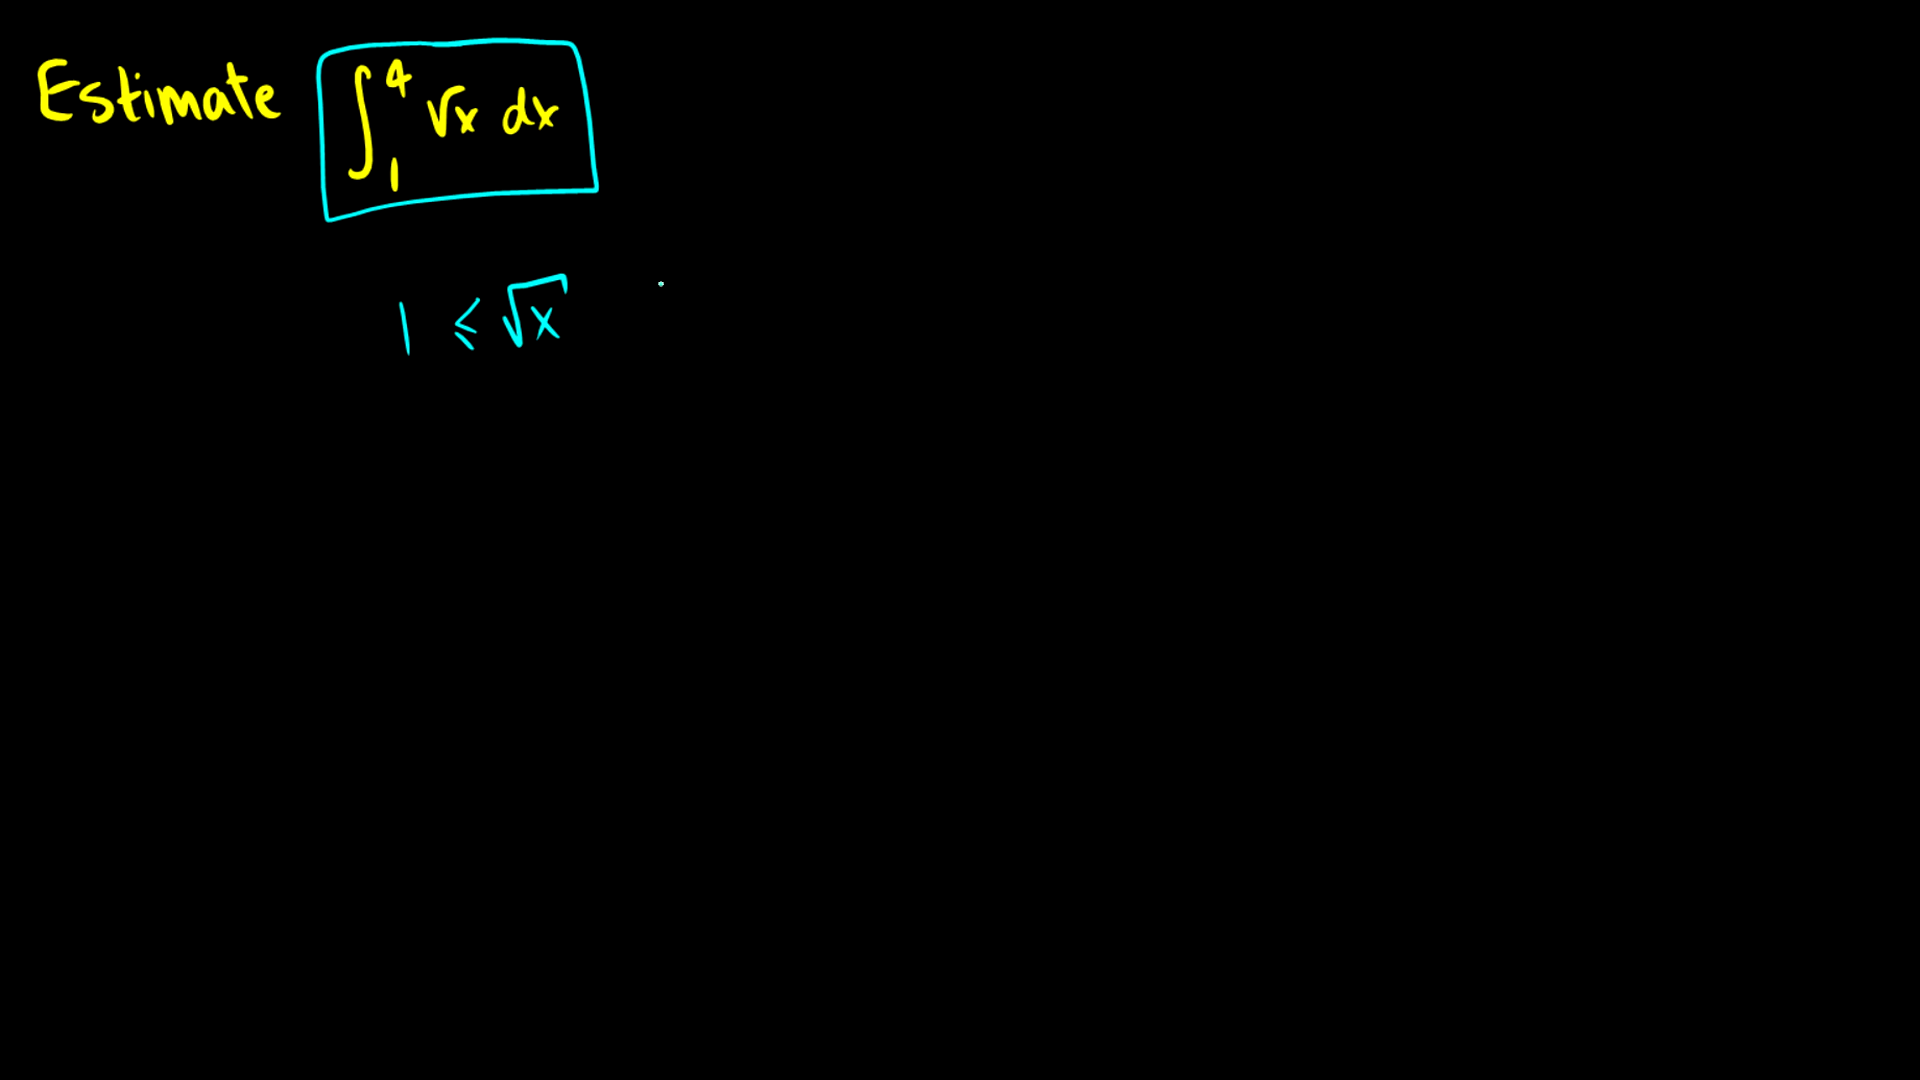 Estimate ∫₁⁴ √x dx
1 ≤ √x